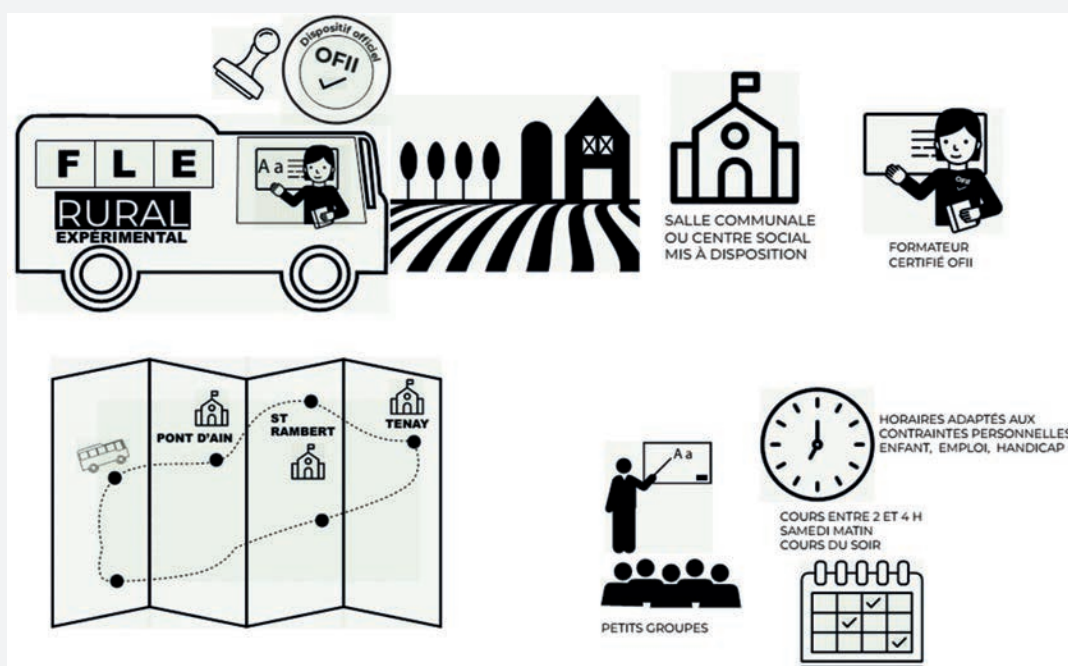 Dispositif officiel
OFII
F L E
RURAL
EXPÉRIMENTAL
A a
SALLE COMMUNALE
OU CENTRE SOCIAL
MIS À DISPOSITION
OFII
FORMATEUR
CERTIFIÉ OFII
PONT D'AIN
ST
RAMBERT
TENAY
A a
PETITS GROUPES
HORAIRES ADAPTÉS AUX
CONTRAINTES PERSONNELLES
ENFANT, EMPLOI, HANDICAP
COURS ENTRE 2 ET 4 H
SAMEDI MATIN
COURS DU SOIR